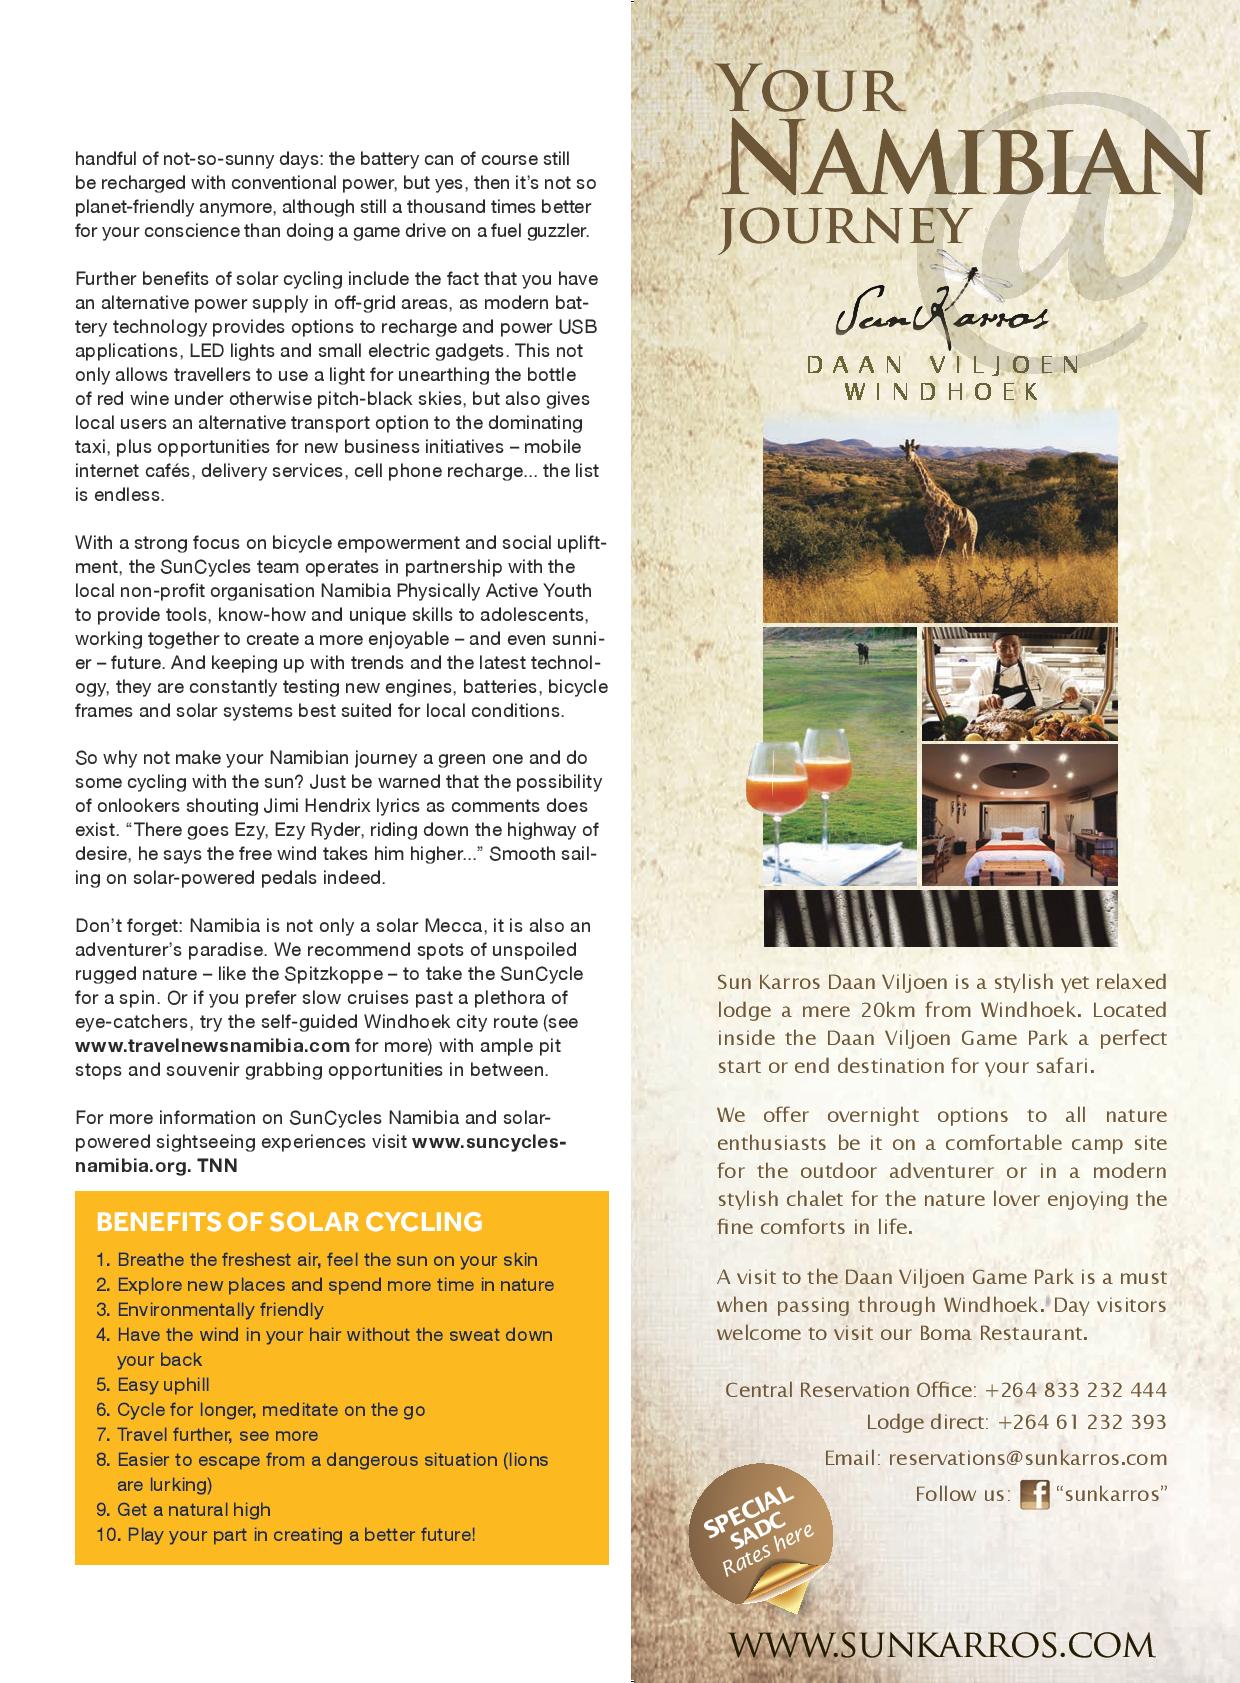 handful of not-so-sunny days: the battery can of course still
be recharged with conventional power, but yes, then it's not so
planet-friendly anymore, although still a thousand times better
for your conscience than doing a game drive on a fuel guzzler.
Further benefits of solar cycling include the fact that you have
an alternative power supply in off-grid areas, as modern bat-
tery technology provides options to recharge and power USB
applications, LED lights and small electric gadgets. This not
only allows travellers to use a light for unearthing the bottle
of red wine under otherwise pitch-black skies, but also gives
local users an alternative transport option to the dominating
taxi, plus opportunities for new business initiatives – mobile
internet cafés, delivery services, cell phone recharge... the list
is endless.
With a strong focus on bicycle empowerment and social uplift-
ment, the SunCycles team operates in partnership with the
local non-profit organisation Namibia Physically Active Youth
to provide tools, know-how and unique skills to adolescents,
working together to create a more enjoyable – and even sunni-
er – future. And keeping up with trends and the latest technol-
ogy, they are constantly testing new engines, batteries, bicycle
frames and solar systems best suited for local conditions.
So why not make your Namibian journey a green one and do
some cycling with the sun? Just be warned that the possibility
of onlookers shouting Jimi Hendrix lyrics as comments does
exist. “There goes Ezy, Ezy Ryder, riding down the highway of
desire, he says the free wind takes him higher...” Smooth sail-
ing on solar-powered pedals indeed.
Don't forget: Namibia is not only a solar Mecca, it is also an
adventurer's paradise. We recommend spots of unspoiled
rugged nature – like the Spitzkoppe – to take the SunCycle
for a spin. Or if you prefer slow cruises past a plethora of
eye-catchers, try the self-guided Windhoek city route (see
www.travelnewsnamibia.com for more) with ample pit
stops and souvenir grabbing opportunities in between.
For more information on SunCycles Namibia and solar-
powered sightseeing experiences visit www.suncycles-
namibia.org. TNN
BENEFITS OF SOLAR CYCLING
1. Breathe the freshest air, feel the sun on your skin
2. Explore new places and spend more time in nature
3. Environmentally friendly
4. Have the wind in your hair without the sweat down
your back
5. Easy uphill
6. Cycle for longer, meditate on the go
7. Travel further, see more
8. Easier to escape from a dangerous situation (lions
are lurking)
9. Get a natural high
10. Play your part in creating a better future!
YOUR
NAMIBIAN
JOURNEY
@
Sun Karros
DAAN VILJOEN
WINDHOEK
Sun Karros Daan Viljoen is a stylish yet relaxed
lodge a mere 20km from Windhoek. Located
inside the Daan Viljoen Game Park a perfect
start or end destination for your safari.
We offer overnight options to all nature
enthusiasts be it on a comfortable camp site
for the outdoor adventurer or in a modern
stylish chalet for the nature lover enjoying the
fine comforts in life.
A visit to the Daan Viljoen Game Park is a must
when passing through Windhoek. Day visitors
welcome to visit our Boma Restaurant.
Central Reservation Office: +264 833 232 444
Lodge direct: +264 61 232 393
Email: reservations@sunkarros.com
Follow us: f “sunkarros”
SPECIAL
SADC
Rates here
WWW.SUNKARROS.COM